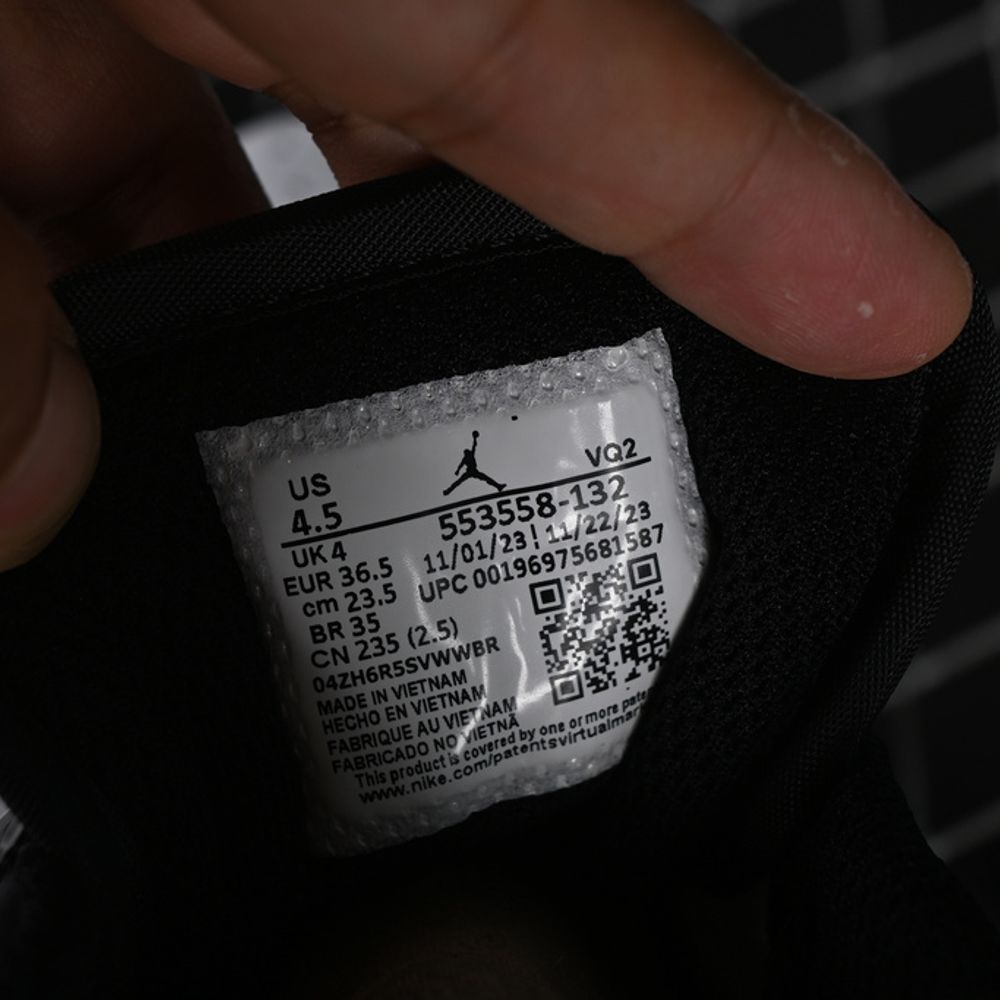 US
VQ2
4.5
553558-132
UK 4
11/01/23 | 11/22/23
EUR 36.5
UPC 00196975681587
cm 23.5
BR 35
CN 235 (2.5)
04ZH6R5SVWWBR
MADE IN VIETNAM
HECHO EN VIETNAM
FABRIQUE AU VIETNAM
FABRICADO NO VIETNÃ
This product is covered by one or more
www.nike.com/patentsvirtualmar